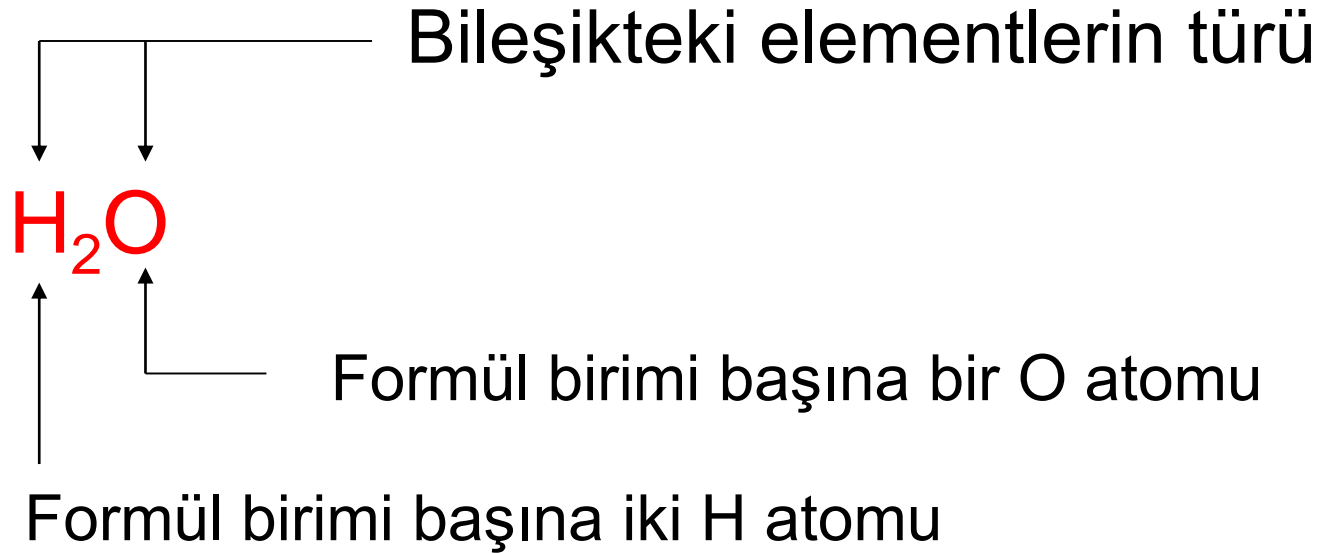 Bileşikteki elementlerin türü
H₂O
Formül birimi başına bir O atomu
Formül birimi başına iki H atomu